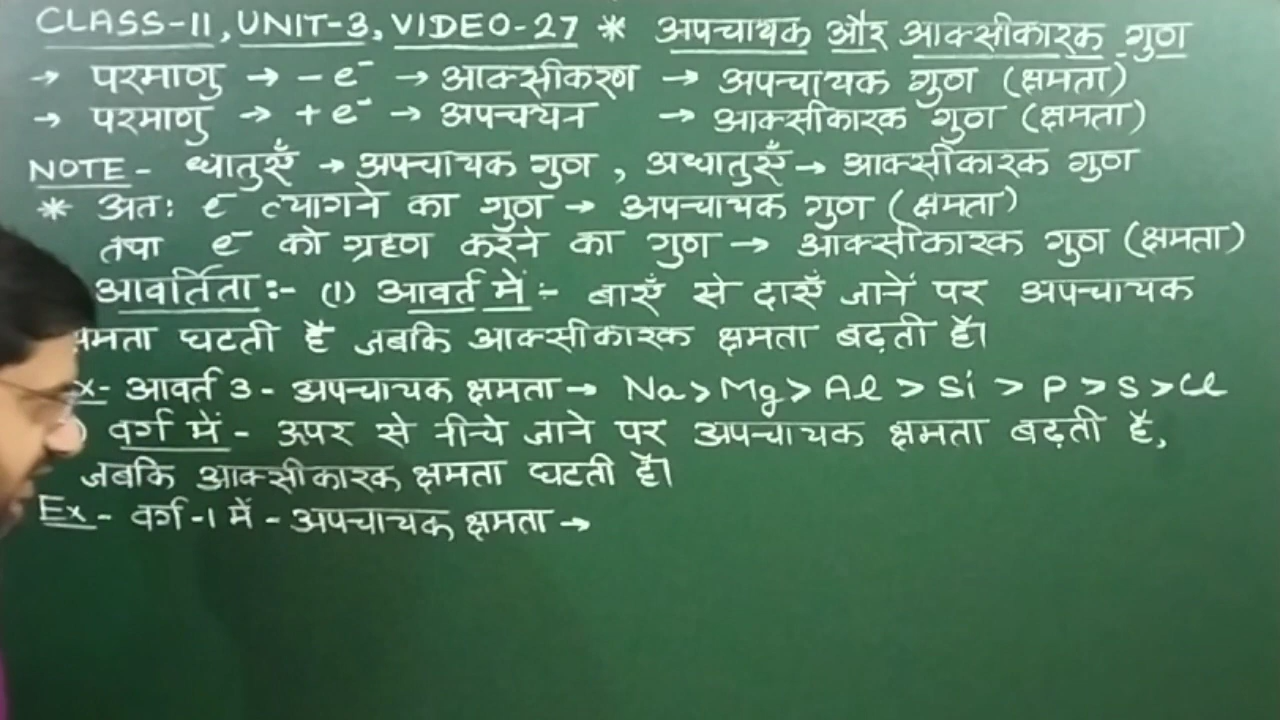 CLASS-11, UNIT-3, VIDEO-27 * अपचायक और आक्सीकारक गुण
→ परमाणु → -e⁻ → आक्सीकरण → अपचायक गुण (क्षमता)
→ परमाणु → +e⁻ → अपचयन → आक्सीकारक गुण (क्षमता)
NOTE - धातुएँ → अपचायक गुण, अधातुएँ → आक्सीकारक गुण
* अतः e⁻ त्यागने का गुण → अपचायक गुण (क्षमता)
तथा e⁻ को ग्रहण करने का गुण → आक्सीकारक गुण (क्षमता)
आवर्तिता :- (1) आवर्त में :- बाएँ से दाएँ जाने पर अपचायक
क्षमता घटती है जबकि आक्सीकारक क्षमता बढ़ती है।
Ex- आवर्त 3 - अपचायक क्षमता → Na > Mg > Al > Si > P > S > Cl
) वर्ग में - ऊपर से नीचे जाने पर अपचायक क्षमता बढ़ती है,
जबकि आक्सीकारक क्षमता घटती है।
Ex - वर्ग -1 में - अपचायक क्षमता →